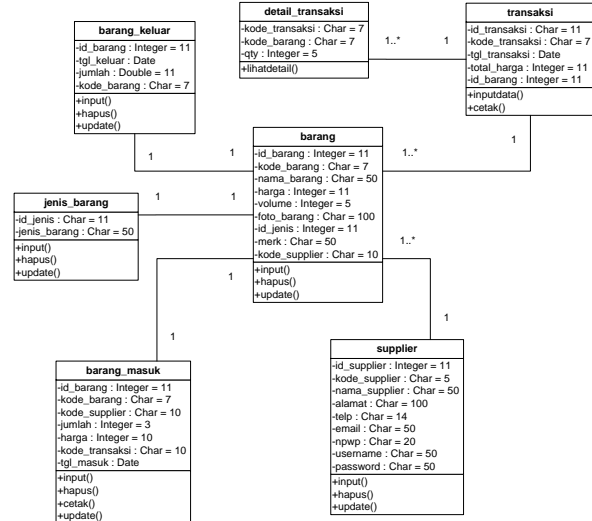 detail_transaksi
-kode_transaksi : Char = 7
-kode_barang : Char = 7
-qty : Integer = 5
+lihatdetail()
1..*
1
transaksi
-id_transaksi : Integer = 11
-kode_transaksi : Char = 7
-tgl_transaksi : Date
-total_harga : Integer = 11
-id_barang : Integer = 11
+inputdata()
+cetak()
1
1..*
barang_keluar
-id_barang : Integer = 11
-tgl_keluar : Date
-jumlah : Double = 11
-kode_barang : Char = 7
+input()
+hapus()
+update()
1
1
barang
-id_barang : Integer = 11
-kode_barang : Char = 7
-nama_barang : Char = 50
-harga : Integer = 11
-volume : Integer = 5
-foto_barang : Char = 100
-id_jenis : Integer = 11
-merk : Char = 50
-kode_supplier : Char = 10
+input()
+hapus()
+update()
jenis_barang
-id_jenis : Char = 11
-jenis_barang : Char = 50
+input()
+hapus()
+update()
1
1
1
1
1..*
1
barang_masuk
-id_barang : Integer = 11
-kode_barang : Char = 7
-kode_supplier : Char = 10
-jumlah : Integer = 3
-harga : Integer = 10
-kode_transaksi : Char = 10
-tgl_masuk : Date
+input()
+hapus()
+cetak()
+update()
supplier
-id_supplier : Integer = 11
-kode_supplier : Char = 5
-nama_supplier : Char = 50
-alamat : Char = 100
-telp : Char = 14
-email : Char = 50
-npwp : Char = 20
-username : Char = 50
-password : Char = 50
+input()
+hapus()
+update()